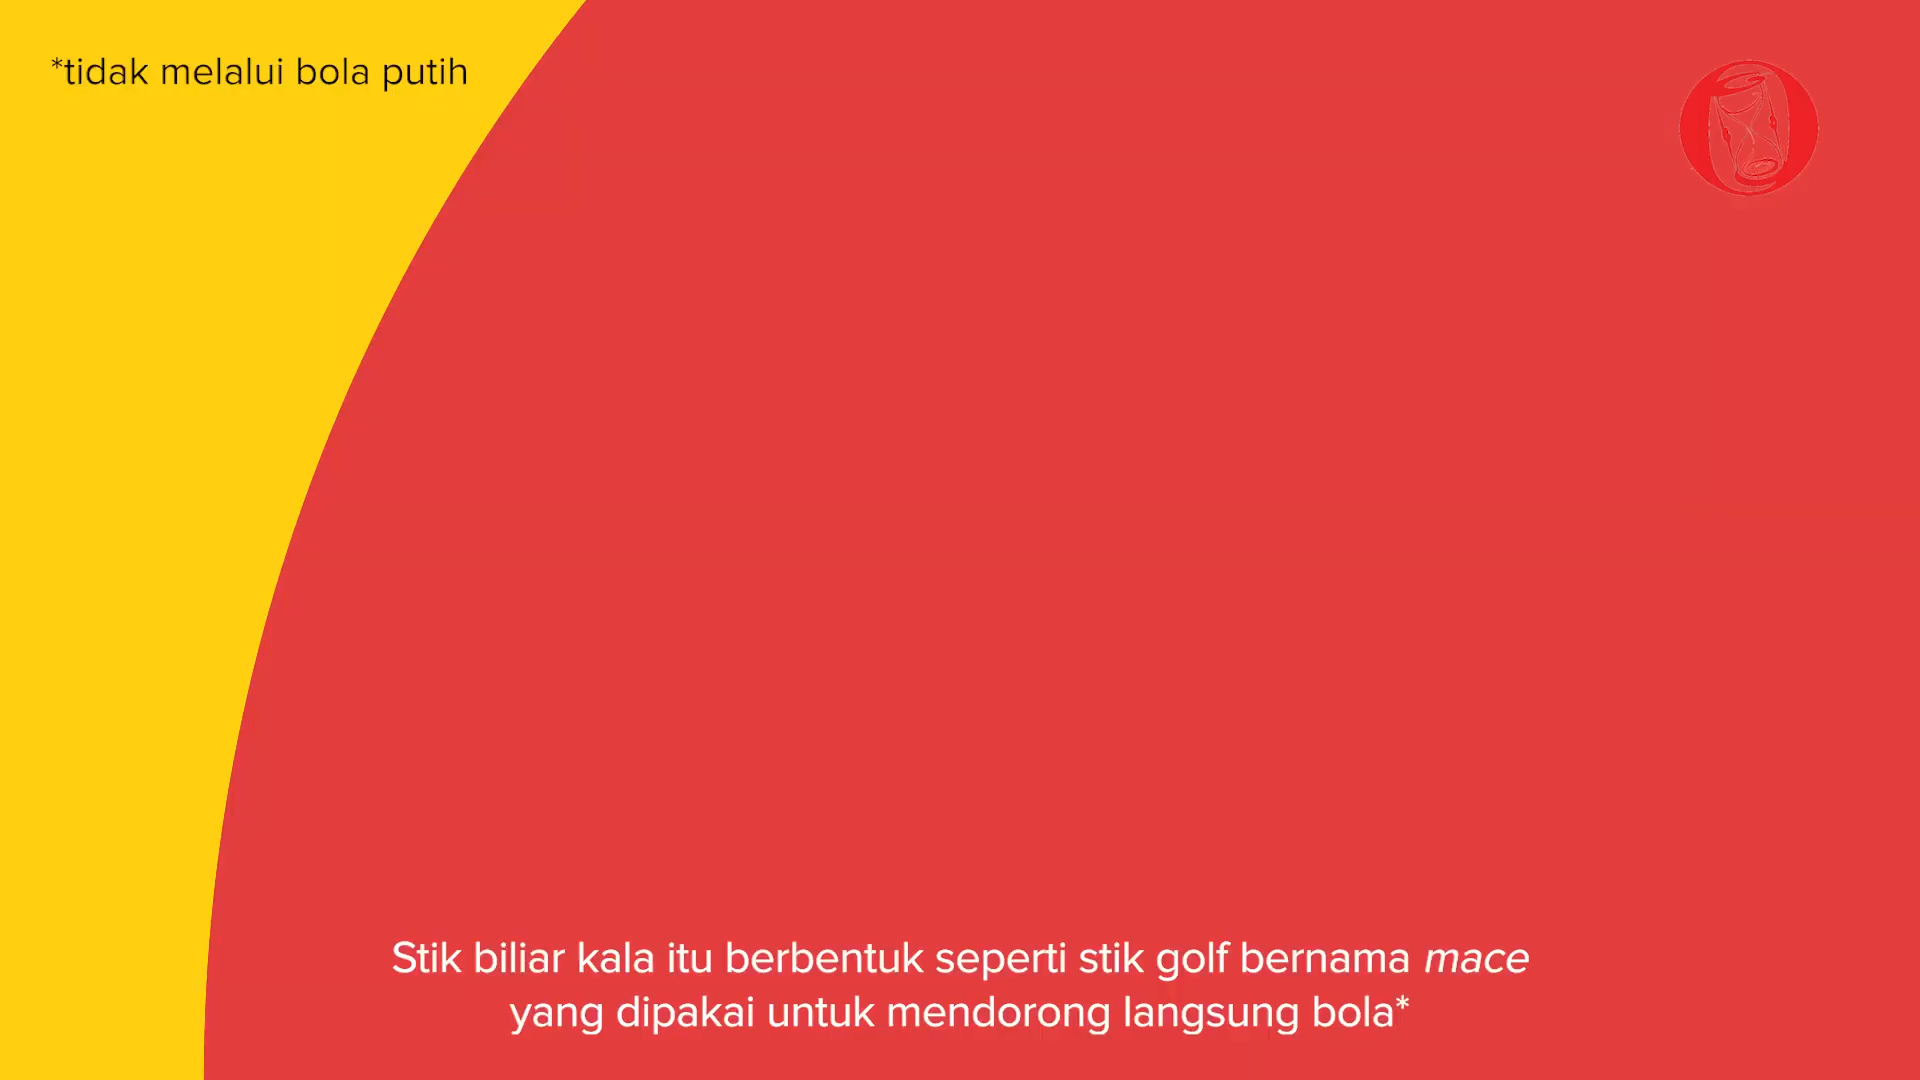 *tidak melalui bola putih
Stik biliar kala itu berbentuk seperti stik golf bernama mace
yang dipakai untuk mendorong langsung bola*